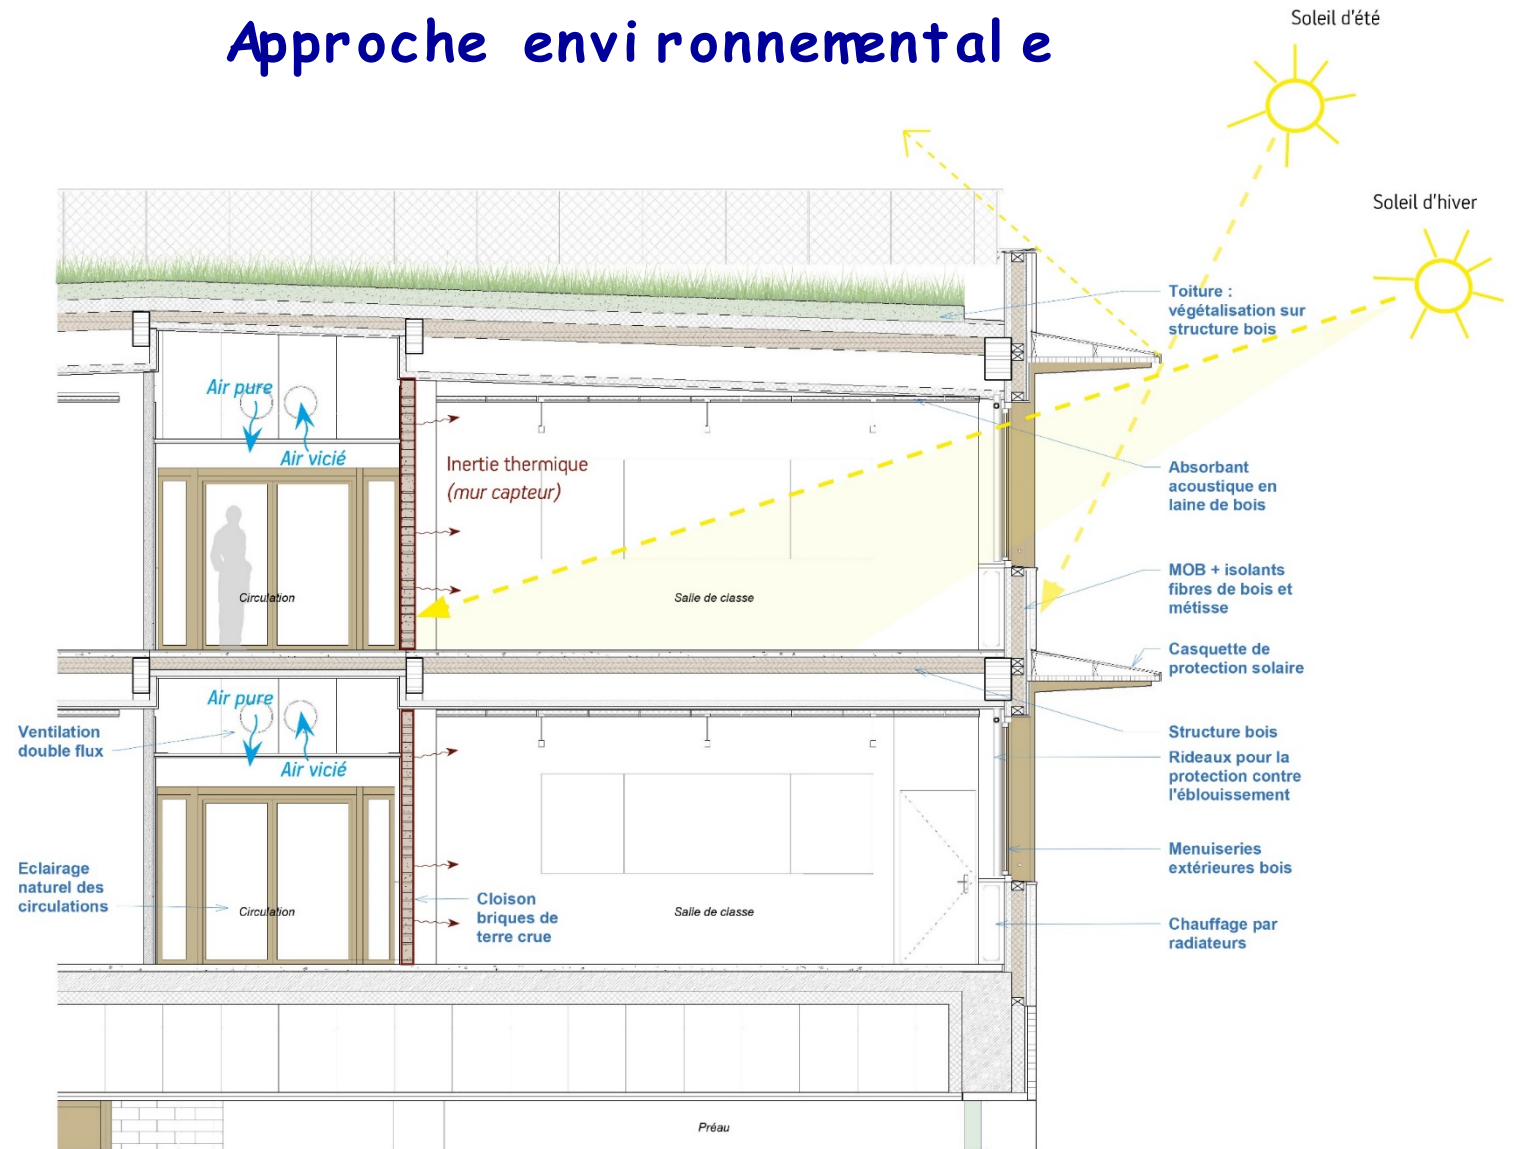 Approche environnementale
Soleil d'été
Soleil d'hiver
Toiture :
végétalisation sur
structure bois
Air pure
Air vicié
Inertie thermique
(mur capteur)
Absorbant
acoustique en
laine de bois
Circulation
Salle de classe
MOB + isolants
fibres de bois et
métisse
Casquette de
protection solaire
Air pure
Air vicié
Ventilation
double flux
Structure bois
Rideaux pour la
protection contre
l'éblouissement
Menuiseries
extérieures bois
Eclairage
naturel des
circulations
Circulation
Cloison
briques de
terre crue
Salle de classe
Chauffage par
radiateurs
Préau